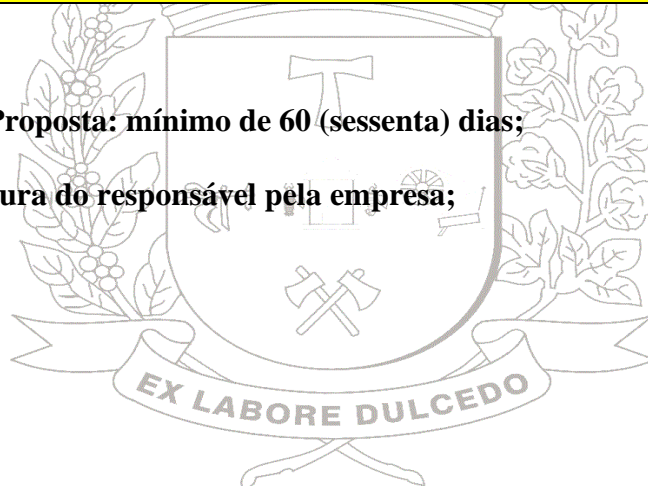 Proposta: mínimo de 60 (sessenta) dias;
ura do responsável pela empresa;
EX LABORE DULCEDO